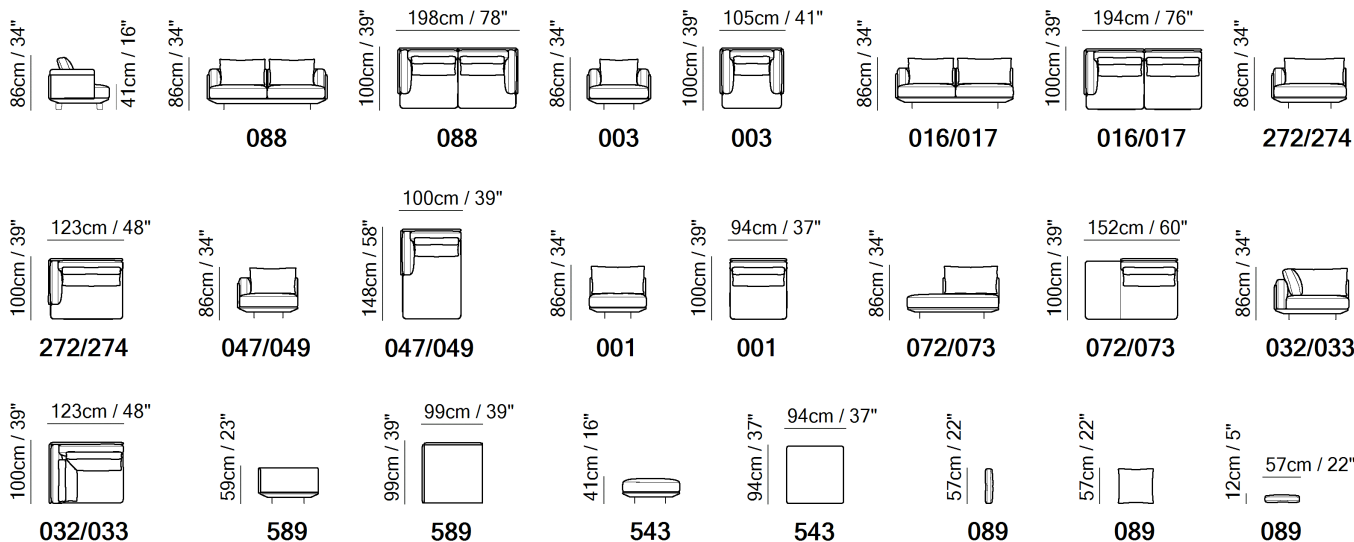 86cm / 34"
41cm / 16"
86cm / 34"
088
198cm / 78"
100cm / 39"
088
86cm / 34"
003
105cm / 41"
100cm / 39"
003
86cm / 34"
016/017
194cm / 76"
100cm / 39"
016/017
86cm / 34"
272/274
123cm / 48"
100cm / 39"
272/274
86cm / 34"
047/049
100cm / 39"
148cm / 58"
047/049
86cm / 34"
001
94cm / 37"
100cm / 39"
001
86cm / 34"
072/073
152cm / 60"
100cm / 39"
072/073
86cm / 34"
032/033
123cm / 48"
100cm / 39"
032/033
59cm / 23"
589
99cm / 39"
99cm / 39"
589
41cm / 16"
543
94cm / 37"
94cm / 37"
543
57cm / 22"
089
57cm / 22"
089
12cm / 5"
57cm / 22"
089